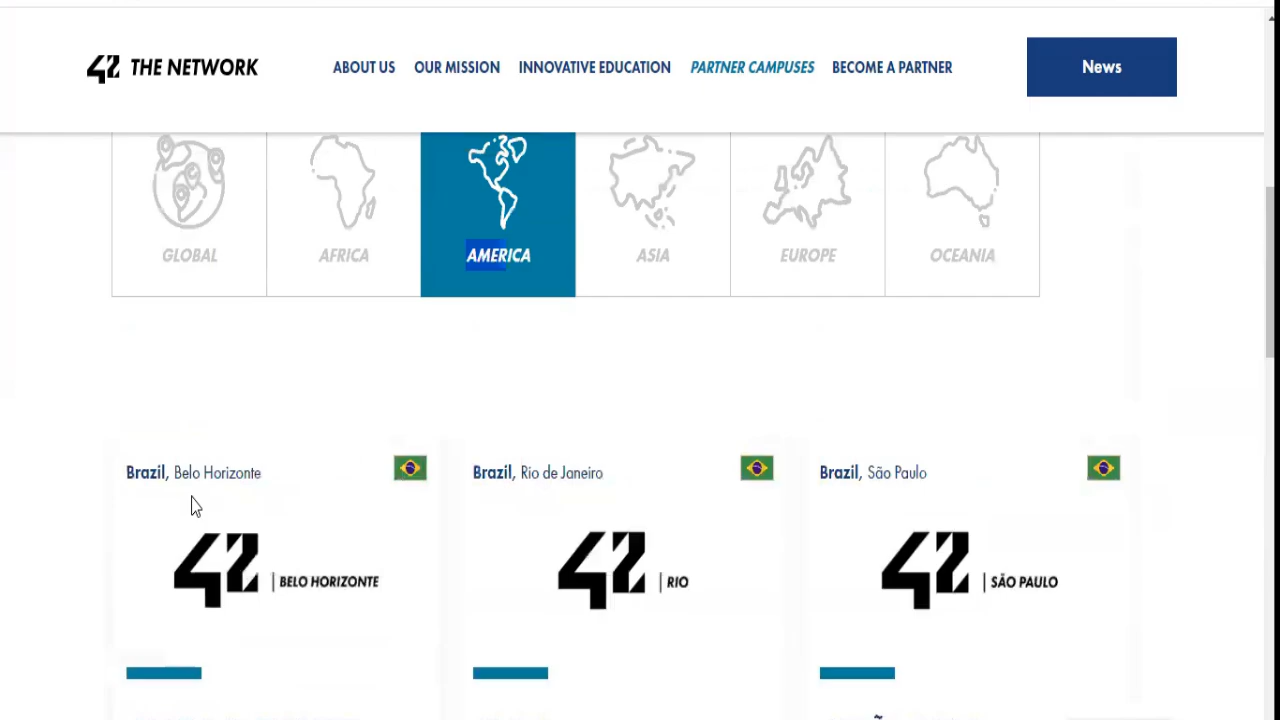 42 THE NETWORK
ABOUT US OUR MISSION INNOVATIVE EDUCATION PARTNER CAMPUSES BECOME A PARTNER News
GLOBAL AFRICA AMERICA ASIA EUROPE OCEANIA
Brazil, Belo Horizonte
42 | BELO HORIZONTE
Brazil, Rio de Janeiro
42 | RIO
Brazil, São Paulo
42 | SÃO PAULO